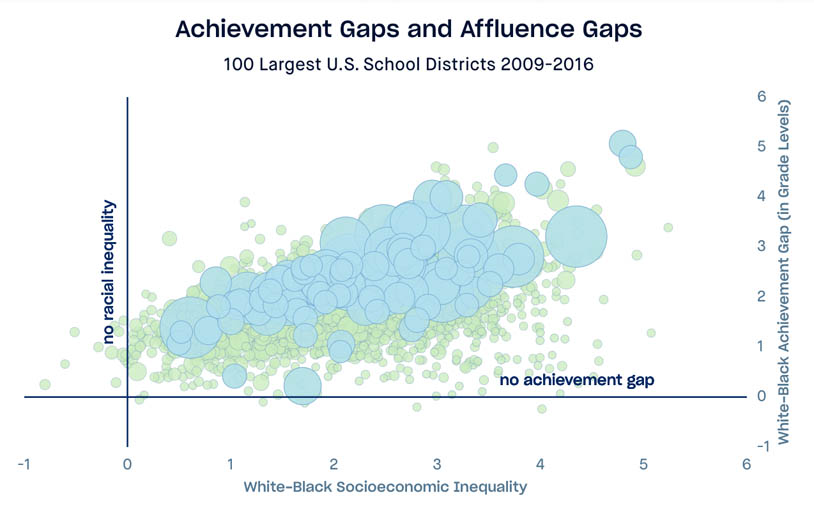 Achievement Gaps and Affluence Gaps
100 Largest U.S. School Districts 2009-2016
no racial inequality
no achievement gap
6
5
4
3
2
1
0
-1
White-Black Achievement Gap (in Grade Levels)
-1 0 1 2 3 4 5 6
White-Black Socioeconomic Inequality